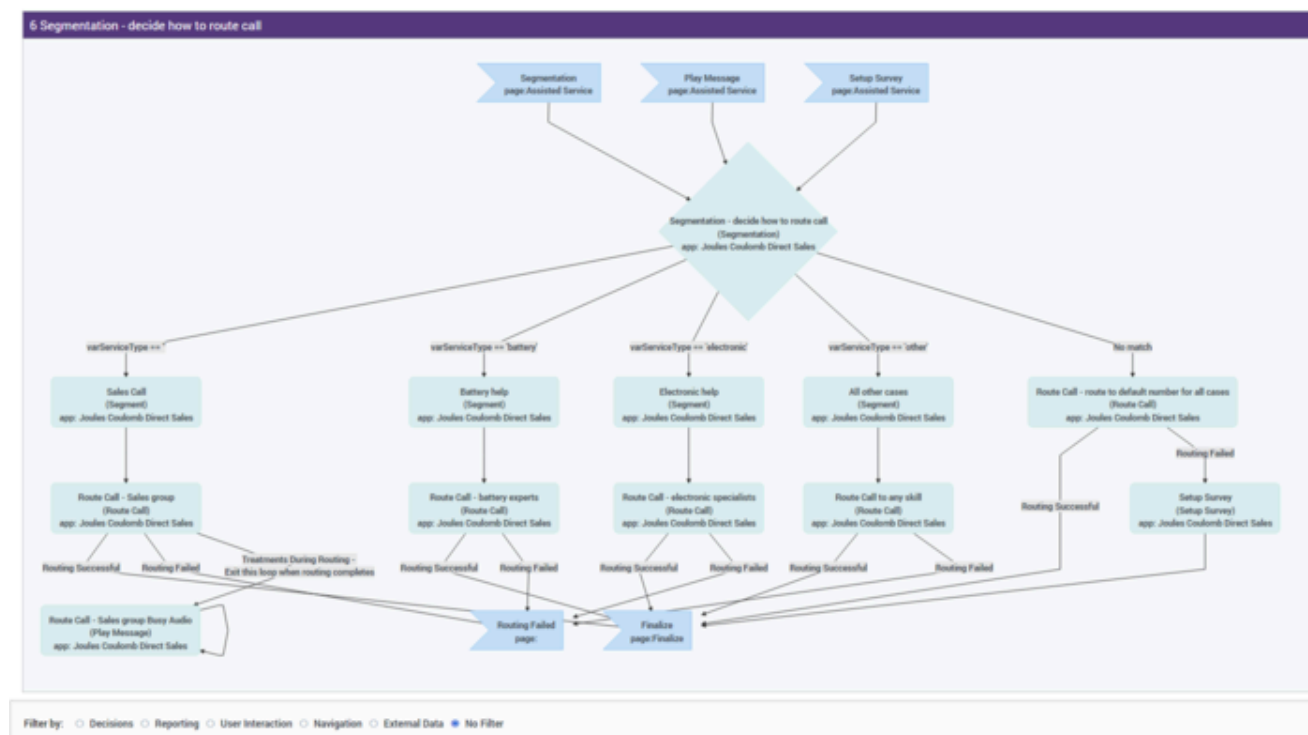 6 Segmentation - decide how to route call
Segmentation
page:Assisted Service
Play Message
page:Assisted Service
Setup Survey
page:Assisted Service
Segmentation - decide how to route call
(Segmentation)
app: Joules Coulomb Direct Sales
varServiceType == ''
varServiceType == 'battery'
varServiceType == 'electronic'
varServiceType == 'other'
No match
Sales Call
(Segment)
app: Joules Coulomb Direct Sales
Battery help
(Segment)
app: Joules Coulomb Direct Sales
Electronic help
(Segment)
app: Joules Coulomb Direct Sales
All other cases
(Segment)
app: Joules Coulomb Direct Sales
Route Call - route to default number for all cases
(Route Call)
app: Joules Coulomb Direct Sales
Routing Failed
Routing Successful
Route Call - Sales group
(Route Call)
app: Joules Coulomb Direct Sales
Route Call - battery experts
(Route Call)
app: Joules Coulomb Direct Sales
Route Call - electronic specialists
(Route Call)
app: Joules Coulomb Direct Sales
Route Call to any skill
(Route Call)
app: Joules Coulomb Direct Sales
Setup Survey
(Setup Survey)
app: Joules Coulomb Direct Sales
Routing Successful
Routing Failed
Treatments During Routing -
Exit this loop when routing completes
Routing Successful
Routing Failed
Routing Successful
Routing Failed
Routing Successful
Routing Failed
Route Call - Sales group Busy Audio
(Play Message)
app: Joules Coulomb Direct Sales
Routing Failed
page:
Finalize
page:Finalize
Filter by: Decisions Reporting User Interaction Navigation External Data No Filter